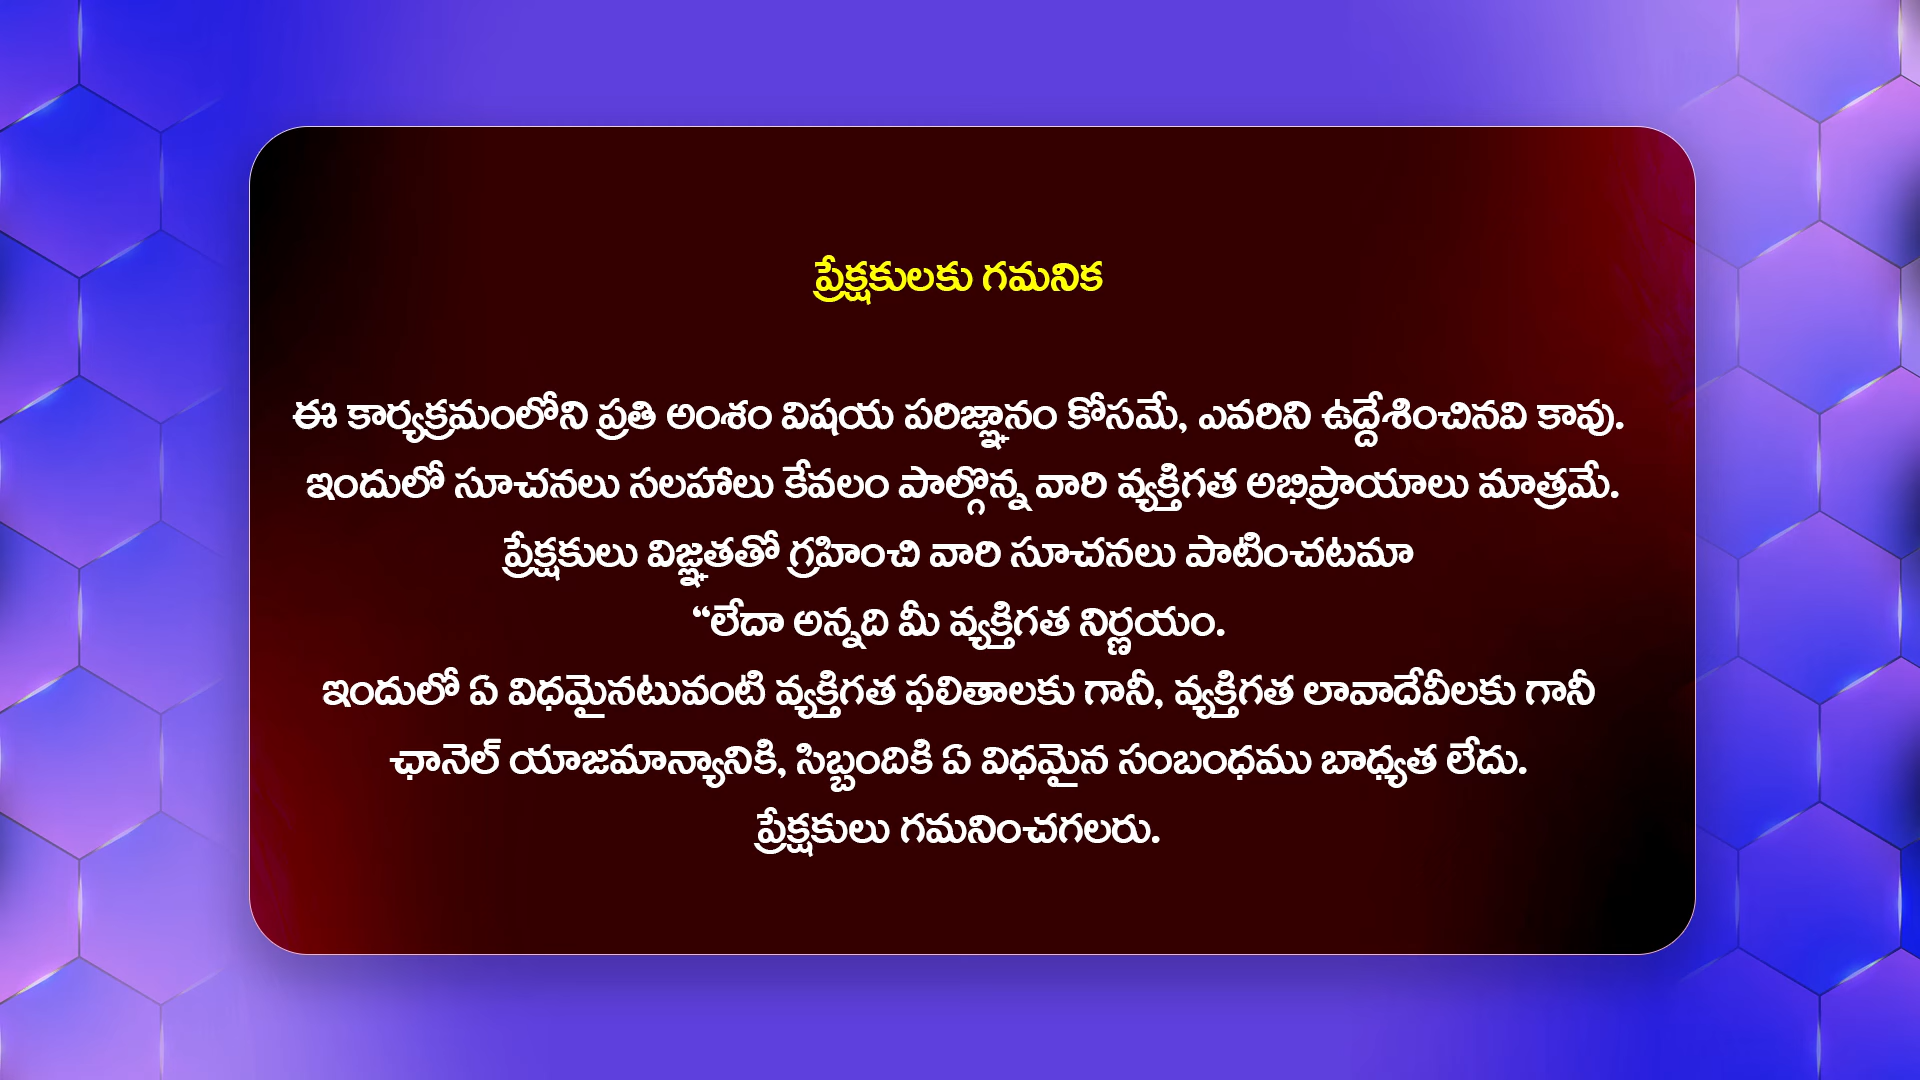 ప్రేక్షకులకు గమనిక
ఈ కార్యక్రమంలోని ప్రతి అంశం విషయ పరిజ్ఞానం కోసమే, ఎవరిని ఉద్దేశించినవి కావు.
ఇందులో సూచనలు సలహాలు కేవలం పాల్గొన్న వారి వ్యక్తిగత అభిప్రాయాలు మాత్రమే.
ప్రేక్షకులు విజ్ఞతతో గ్రహించి వారి సూచనలు పాటించటమా
“లేదా అన్నది మీ వ్యక్తిగత నిర్ణయం.
ఇందులో ఏ విధమైనటువంటి వ్యక్తిగత ఫలితాలకు గానీ, వ్యక్తిగత లావాదేవీలకు గానీ
ఛానెల్ యాజమాన్యానికి, సిబ్బందికి ఏ విధమైన సంబంధము బాధ్యత లేదు.
ప్రేక్షకులు గమనించగలరు.